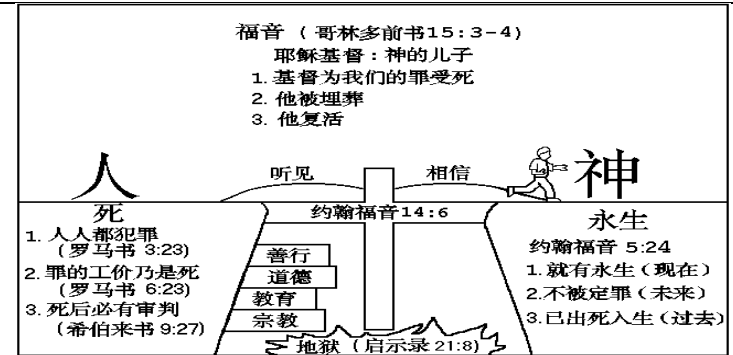 福音（哥林多前书15：3-4）
耶稣基督：神的儿子
1. 基督为我们的罪受死
2. 他被埋葬
3. 他复活
人
听见
相信
神
死
约翰福音14：6
永生
1. 人人都犯罪
（罗马书 3:23）
2. 罪的工价乃是死
（罗马书 6:23）
3. 死后必有审判
（希伯来书 9:27）
善行
道德
教育
宗教
约翰福音 5:24
1. 就有永生（现在）
2. 不被定罪（未来）
3. 已出死入生（过去）
地狱（启示录 21:8）